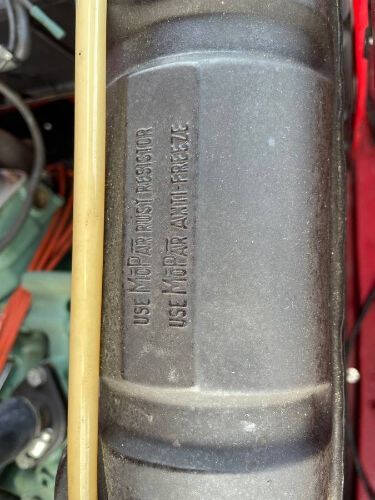 USE MOPAR RUST RESISTOR
USE MOPAR ANTI-FREEZE